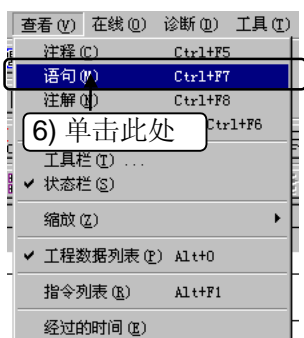 查看(V) 在线(O) 诊断(D) 工具(T)
注释(C) Ctrl+F5
语句 Ctrl+F7
注解 Ctrl+F8
6) 单击此处 Ctrl+F6
工具栏(T) ...
✓ 状态栏(S)
缩放(Z)
✓ 工程数据列表(P) Alt+O
指令列表(R) Alt+F1
经过的时间(E)